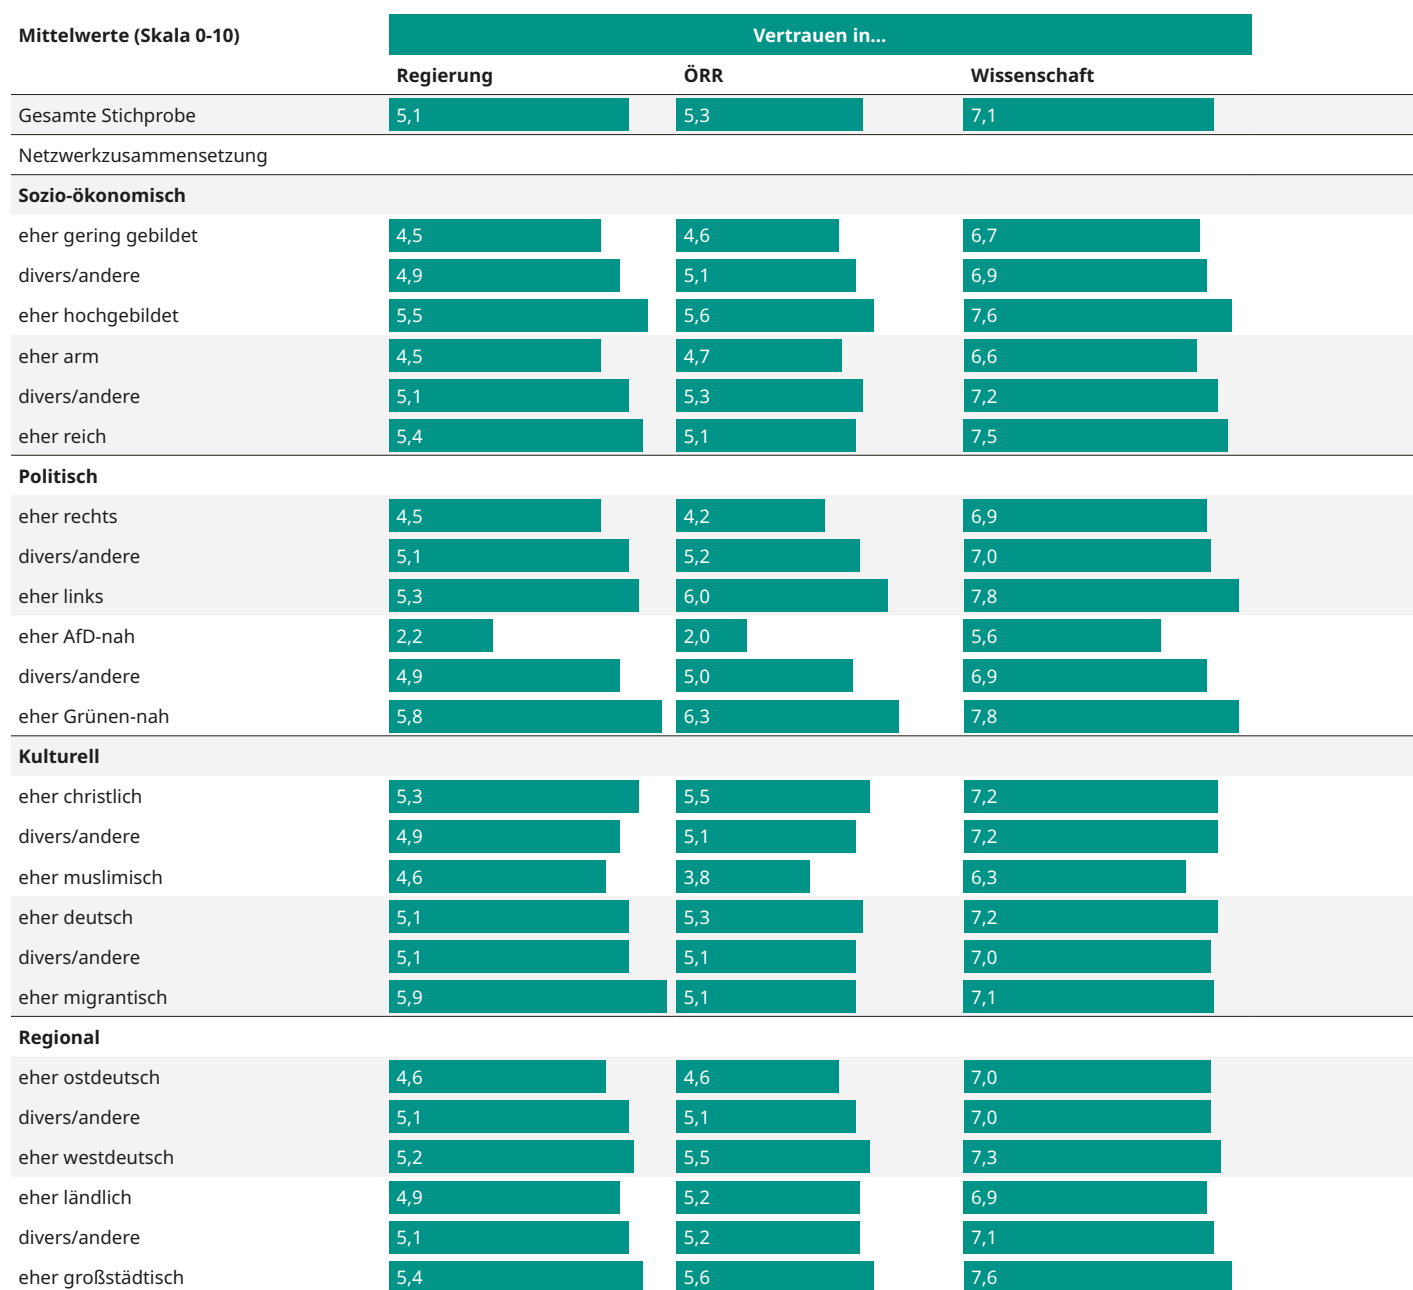 Mittelwerte (Skala 0-10) Vertrauen in...
Regierung ÖRR Wissenschaft
Gesamte Stichprobe 5,1 5,3 7,1
Netzwerkzusammensetzung
Sozio-ökonomisch
eher gering gebildet 4,5 4,6 6,7
divers/andere 4,9 5,1 6,9
eher hochgebildet 5,5 5,6 7,6
eher arm 4,5 4,7 6,6
divers/andere 5,1 5,3 7,2
eher reich 5,4 5,1 7,5
Politisch
eher rechts 4,5 4,2 6,9
divers/andere 5,1 5,2 7,0
eher links 5,3 6,0 7,8
eher AfD-nah 2,2 2,0 5,6
divers/andere 4,9 5,0 6,9
eher Grünen-nah 5,8 6,3 7,8
Kulturell
eher christlich 5,3 5,5 7,2
divers/andere 4,9 5,1 7,2
eher muslimisch 4,6 3,8 6,3
eher deutsch 5,1 5,3 7,2
divers/andere 5,1 5,1 7,0
eher migrantisch 5,9 5,1 7,1
Regional
eher ostdeutsch 4,6 4,6 7,0
divers/andere 5,1 5,1 7,0
eher westdeutsch 5,2 5,5 7,3
eher ländlich 4,9 5,2 6,9
divers/andere 5,1 5,2 7,1
eher großstädtisch 5,4 5,6 7,6